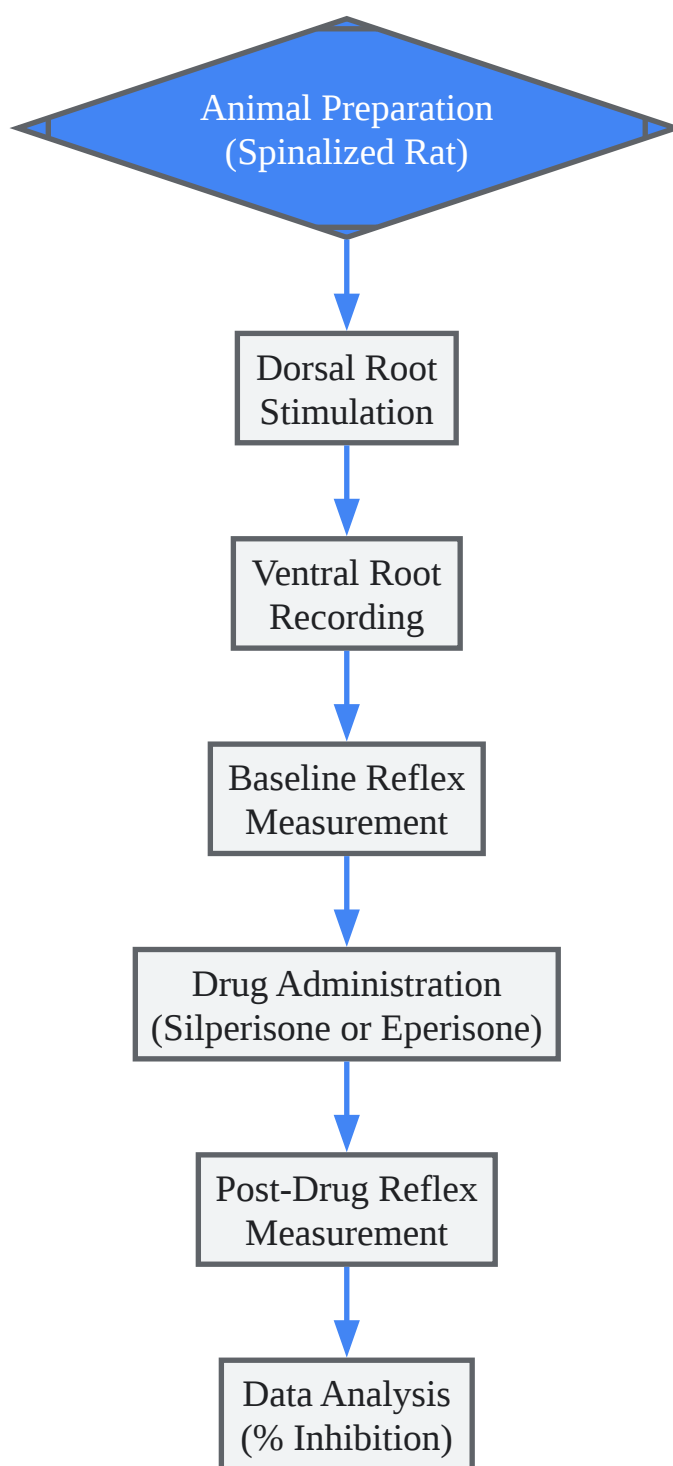 Animal Preparation
(Spinalized Rat)
Dorsal Root
Stimulation
Ventral Root
Recording
Baseline Reflex
Measurement
Drug Administration
(Silperisone or Eperisone)
Post-Drug Reflex
Measurement
Data Analysis
(% Inhibition)